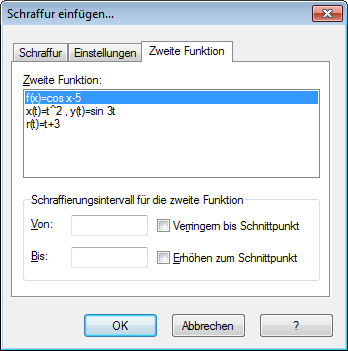 Schraffur einfügen...
Schraffur Einstellungen Zweite Funktion
Zweite Funktion:
f(x)=cos x-5
x(t)=t^2 , y(t)=sin 3t
r(t)=t+3
Schraffierungsintervall für die zweite Funktion
Von: Verringern bis Schnittpunkt
Bis: Erhöhen zum Schnittpunkt
OK Abbrechen ?